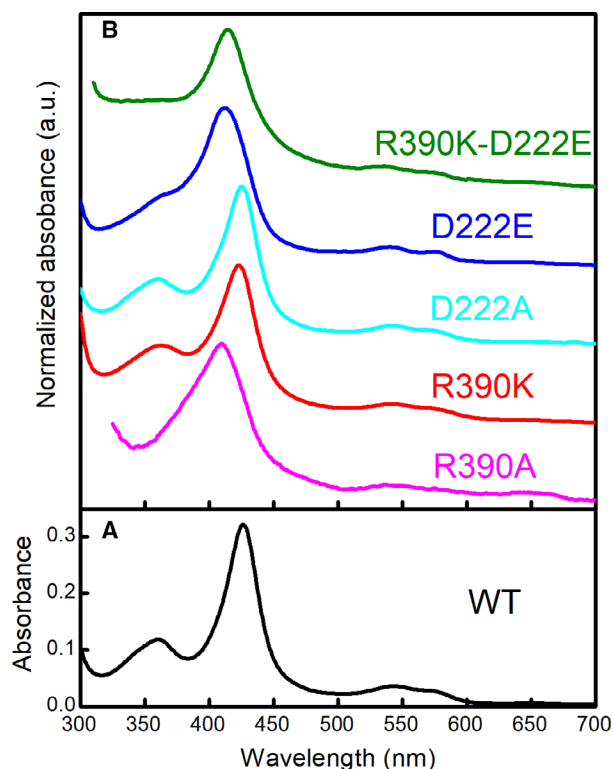 B
R390K-D222E
D222E
D222A
R390K
R390A
Normalized absobance (a.u.)
A
WT
0.3
0.2
0.1
0.0
Absorbance
300 350 400 450 500 550 600 650 700
Wavelength (nm)